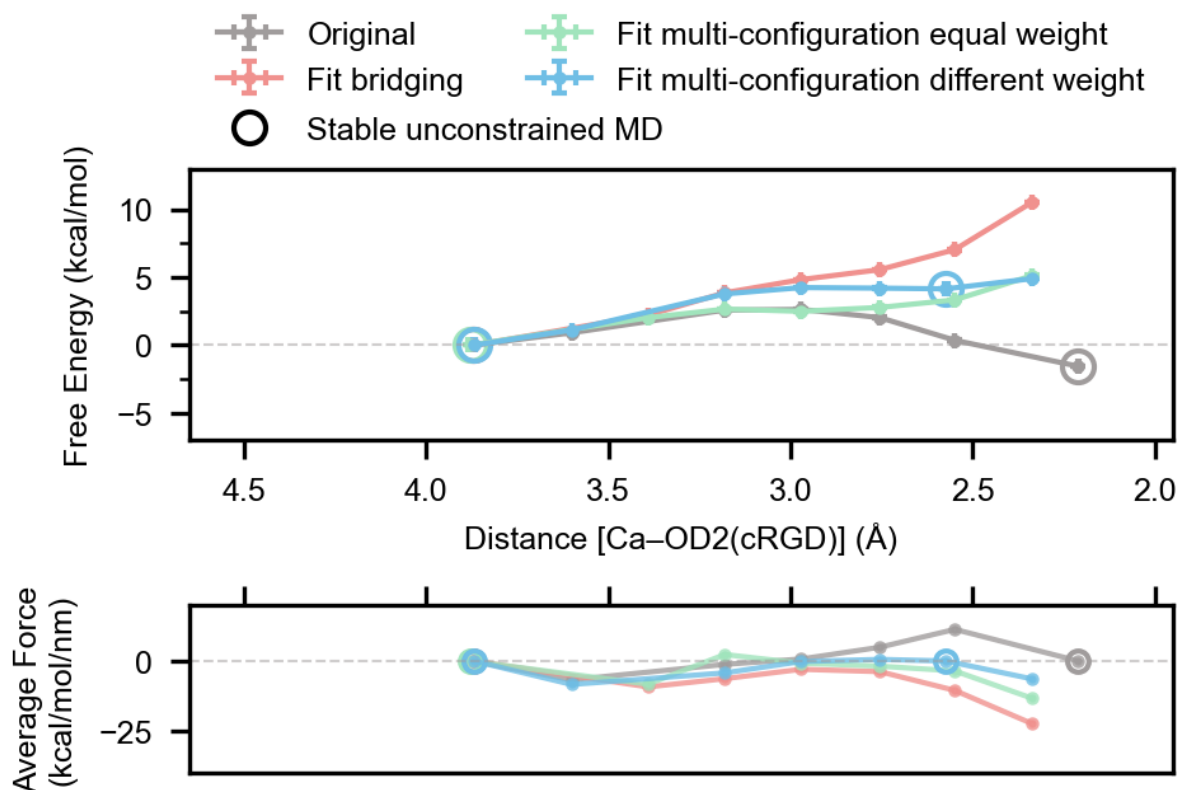 Original
Fit multi-configuration equal weight
Fit bridging
Fit multi-configuration different weight
Stable unconstrained MD
Free Energy (kcal/mol)
10
5
0
−5
4.5 4.0 3.5 3.0 2.5 2.0
Distance [Ca–OD2(cRGD)] (Å)
Average Force
(kcal/mol/nm)
0
−25